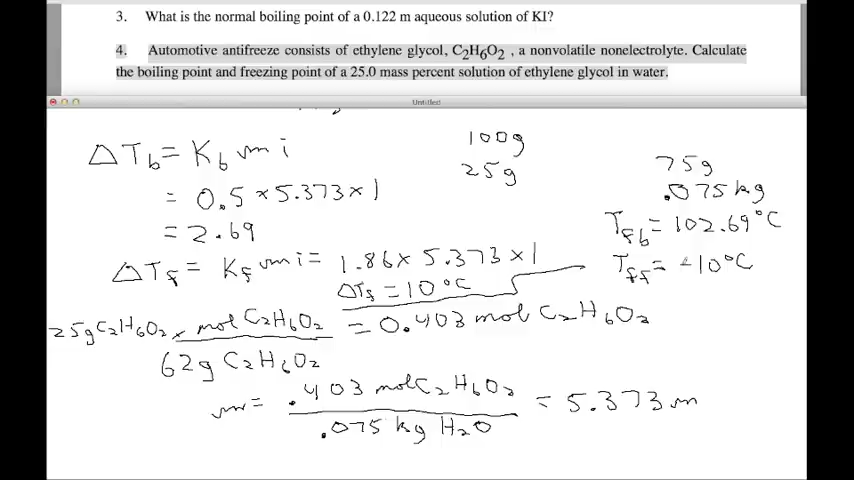 3. What is the normal boiling point of a 0.122 m aqueous solution of KI?
4. Automotive antifreeze consists of ethylene glycol, C2H6O2 , a nonvolatile nonelectrolyte. Calculate
the boiling point and freezing point of a 25.0 mass percent solution of ethylene glycol in water.
Untitled
ΔTb = Kb m i
= 0.5 × 5.373 × 1
= 2.69
100g
25g
75g
.075 kg
Tfb = 102.69°C
Tff = -10°C
ΔTf = Kf m i = 1.86 × 5.373 × 1
ΔTf = 10°C
25g C2H6O2 × mol C2H6O2 = 0.403 mol C2H6O2
62g C2H6O2
m = .403 mol C2H6O2 = 5.373 m
.075 kg H2O